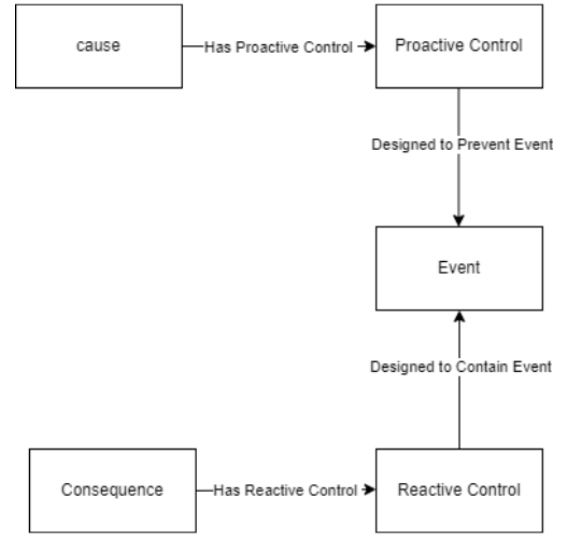 cause
Has Proactive Control
Proactive Control
Designed to Prevent Event
Event
Designed to Contain Event
Consequence
Has Reactive Control
Reactive Control